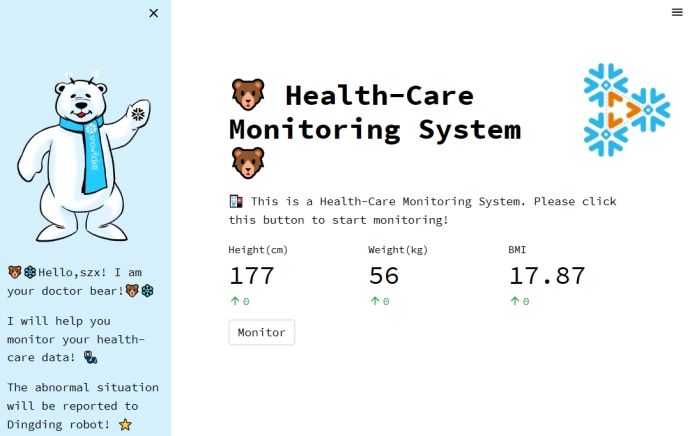 🐻 Health-Care
Monitoring System
🐻
🏥 This is a Health-Care Monitoring System. Please click
this button to start monitoring!
Height(cm)
177
↑ 0
Weight(kg)
56
↑ 0
BMI
17.87
↑ 0
Monitor
snowflake
🐻❄Hello,szx! I am
your doctor bear!🐻❄
I will help you
monitor your health-
care data!
The abnormal situation
will be reported to
Dingding robot! ⭐